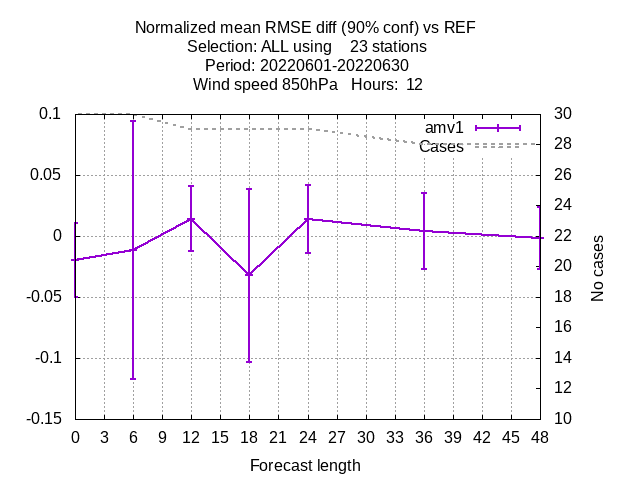 Normalized mean RMSE diff (90% conf) vs REF
Selection: ALL using 23 stations
Period: 20220601-20220630
Wind speed 850hPa Hours: 12
0.1
0.05
0
-0.05
-0.1
-0.15
30
28
26
24
22
20
18
16
14
12
10
amv1
Cases
No cases
0 3 6 9 12 15 18 21 24 27 30 33 36 39 42 45 48
Forecast length